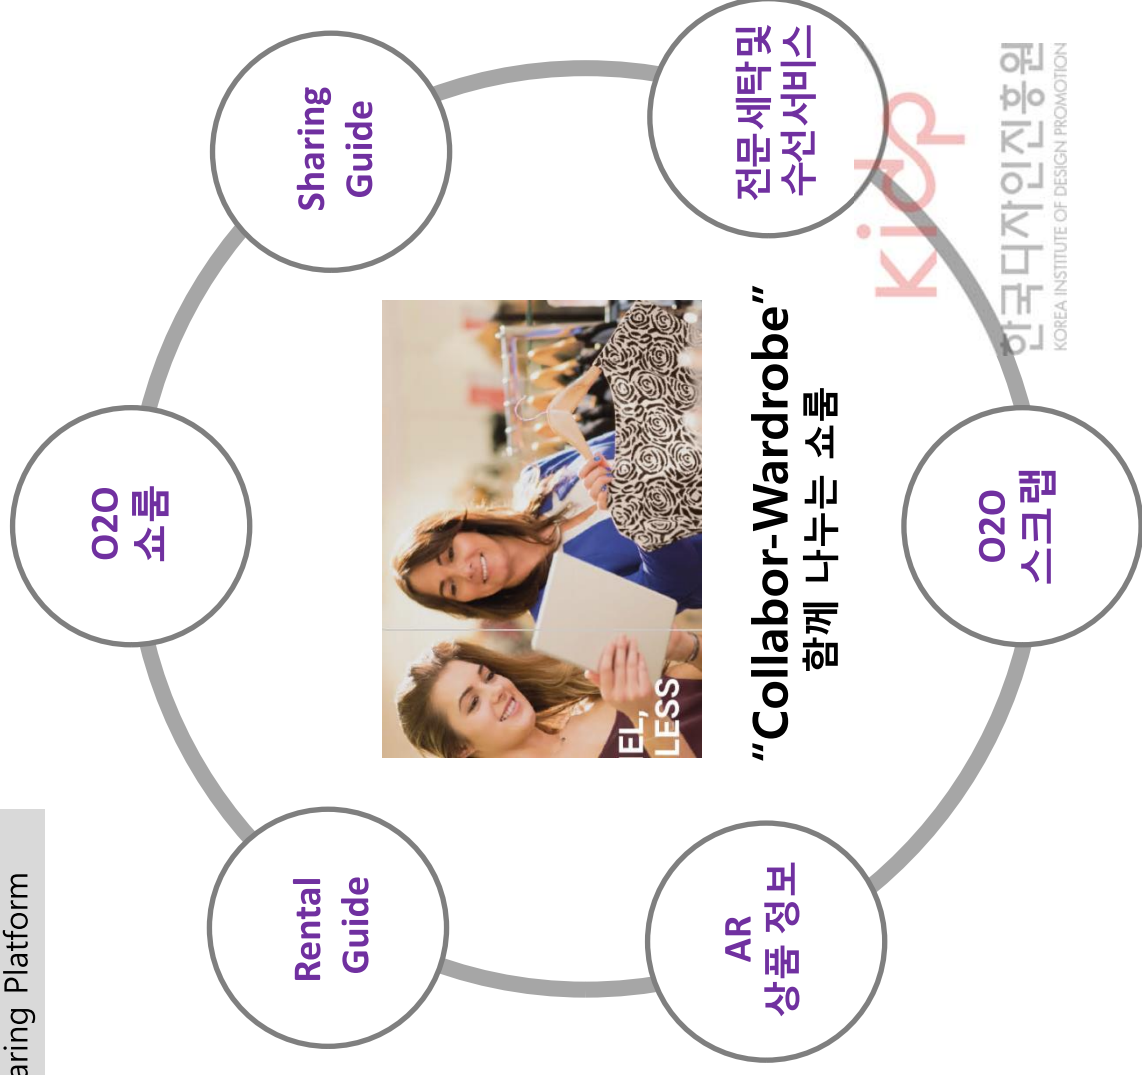 aring Platform
O2O
쇼룸
Rental
Guide
Sharing
Guide
EL,
LESS
"Collabor-Wardrobe"
함께 나누는 쇼룸
AR
상품 정보
전문 세탁 및
수선 서비스
O2O
스크랩
kidp
한국디자인진흥원
KOREA INSTITUTE OF DESIGN PROMOTION